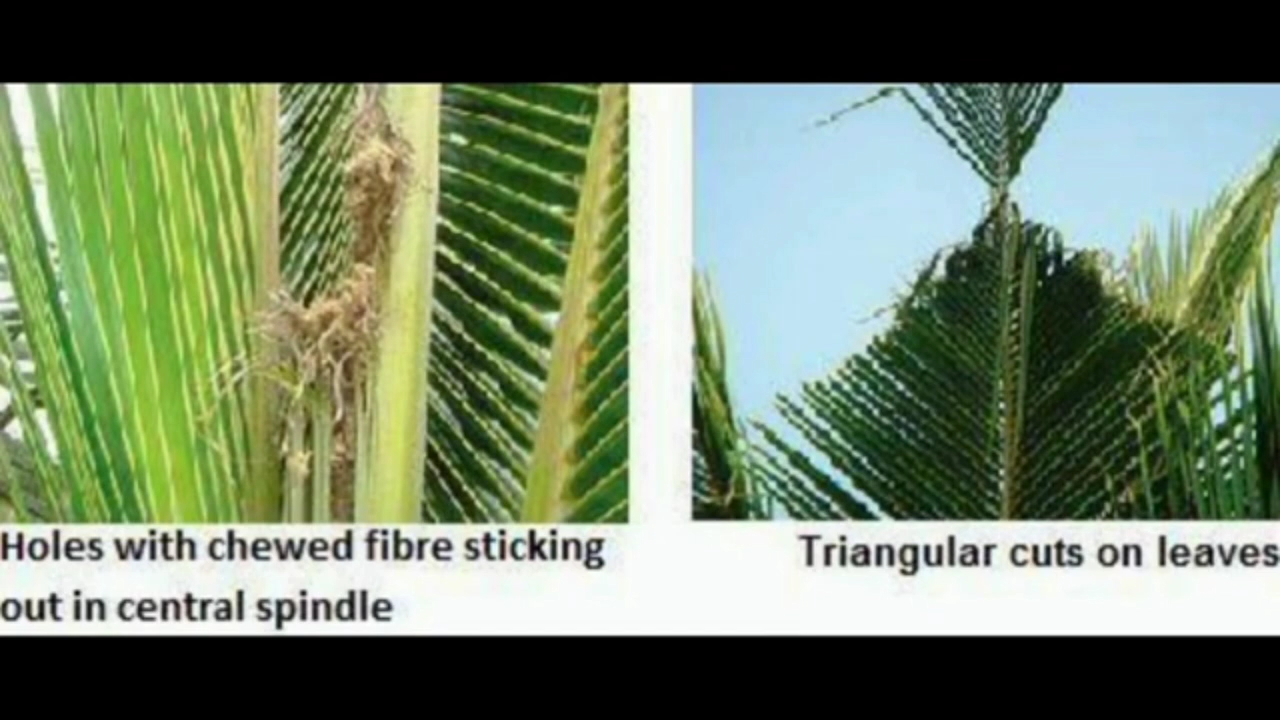 Holes with chewed fibre sticking
out in central spindle
Triangular cuts on leaves